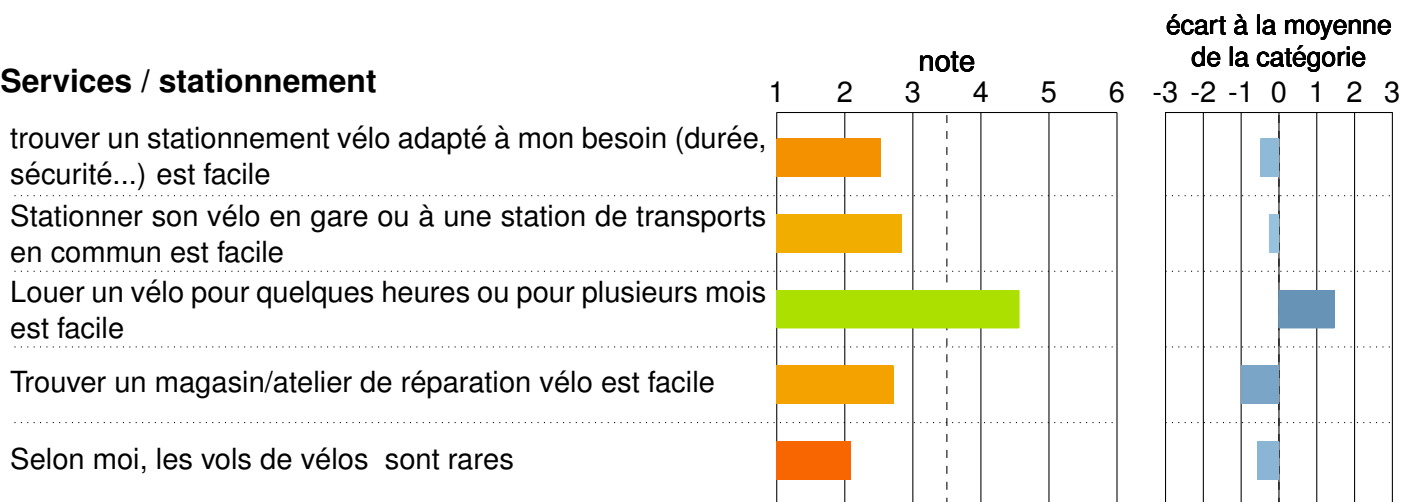 écart à la moyenne
note
de la catégorie
Services / stationnement
1 2 3 4 5 6 -3 -2 -1 0 1 2 3
trouver un stationnement vélo adapté à mon besoin (durée,
sécurité...) est facile
Stationner son vélo en gare ou à une station de transports
en commun est facile
Louer un vélo pour quelques heures ou pour plusieurs mois
est facile
Trouver un magasin/atelier de réparation vélo est facile
Selon moi, les vols de vélos sont rares